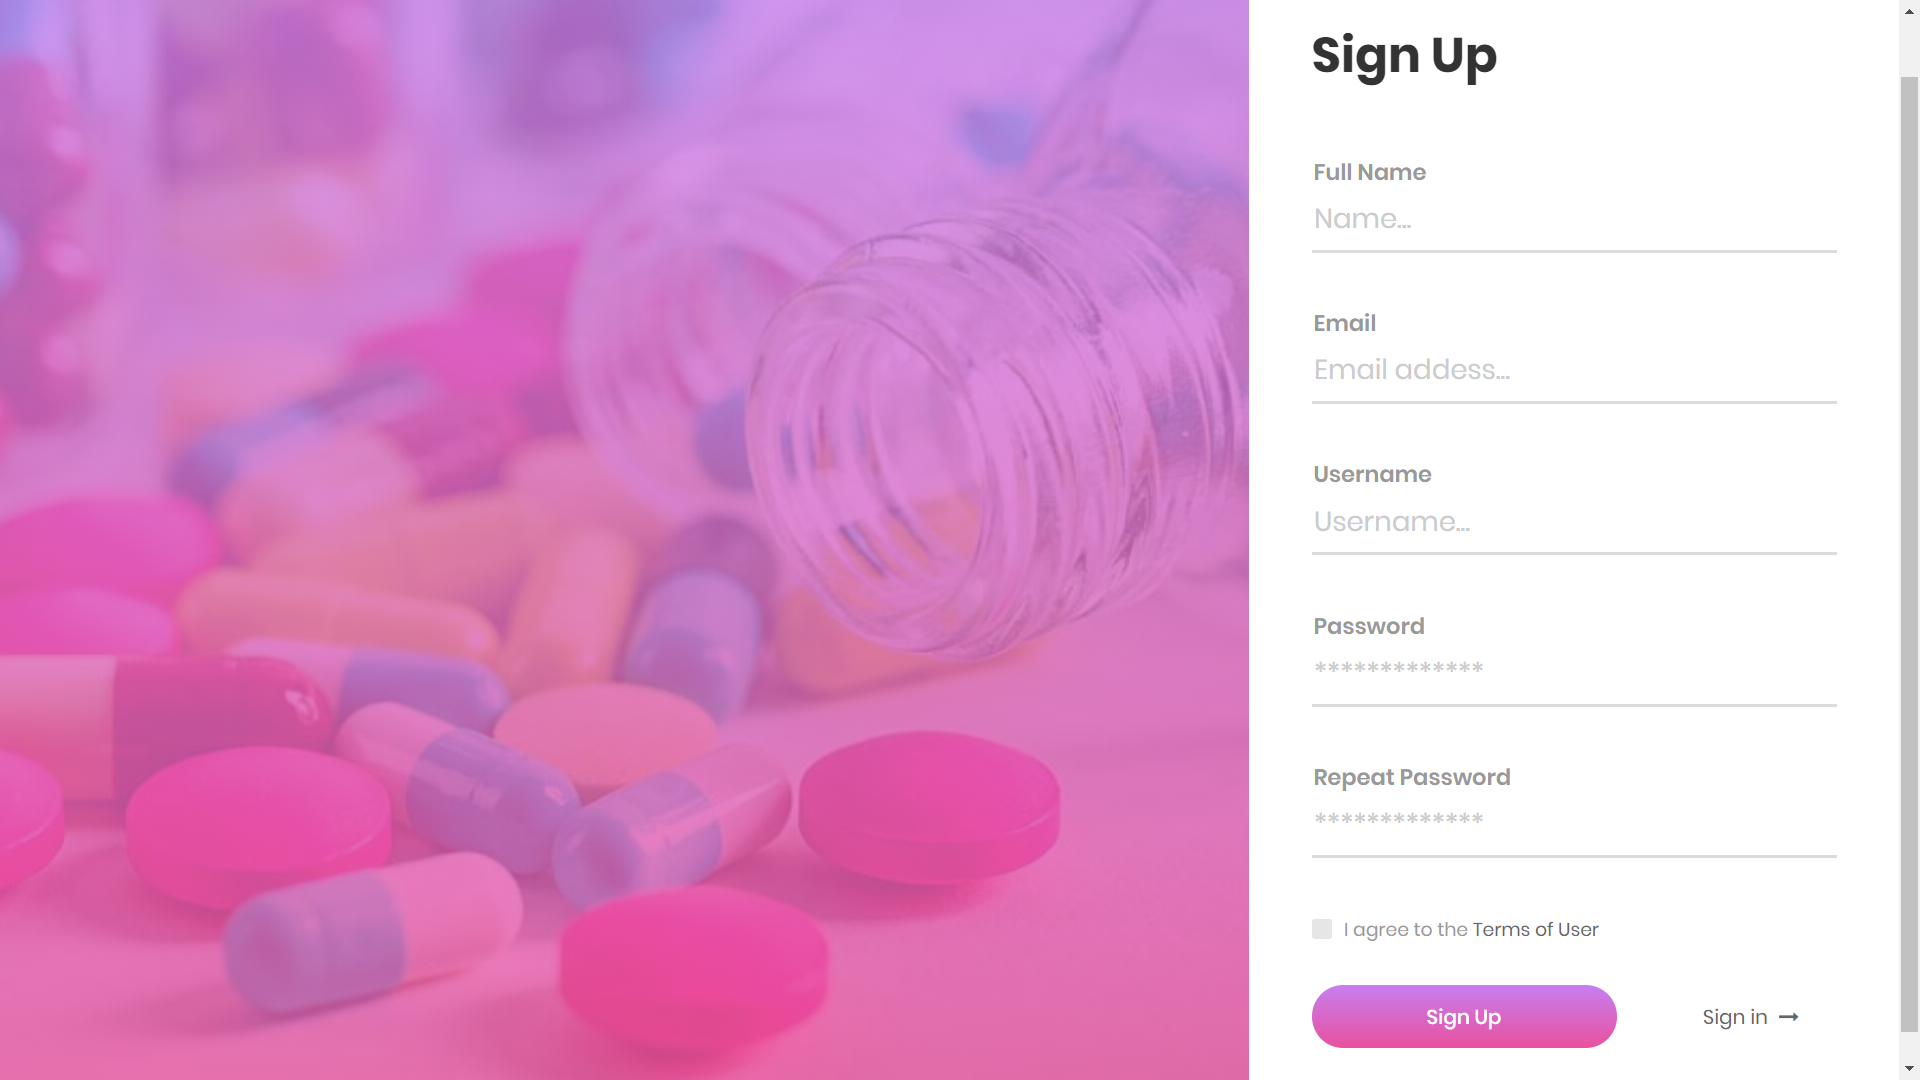 Sign Up
Full Name
Name...
Email
Email addess...
Username
Username...
Password
*************
Repeat Password
*************
I agree to the Terms of User
Sign Up
Sign in →